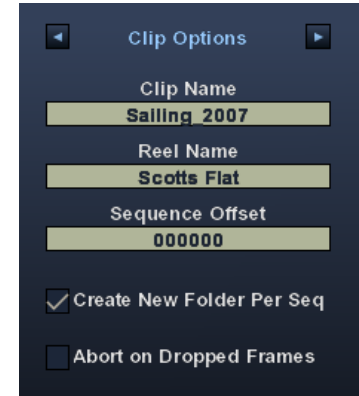 Clip Options
Clip Name
Sailing_2007
Reel Name
Scotts Flat
Sequence Offset
000000
Create New Folder Per Seq
Abort on Dropped Frames